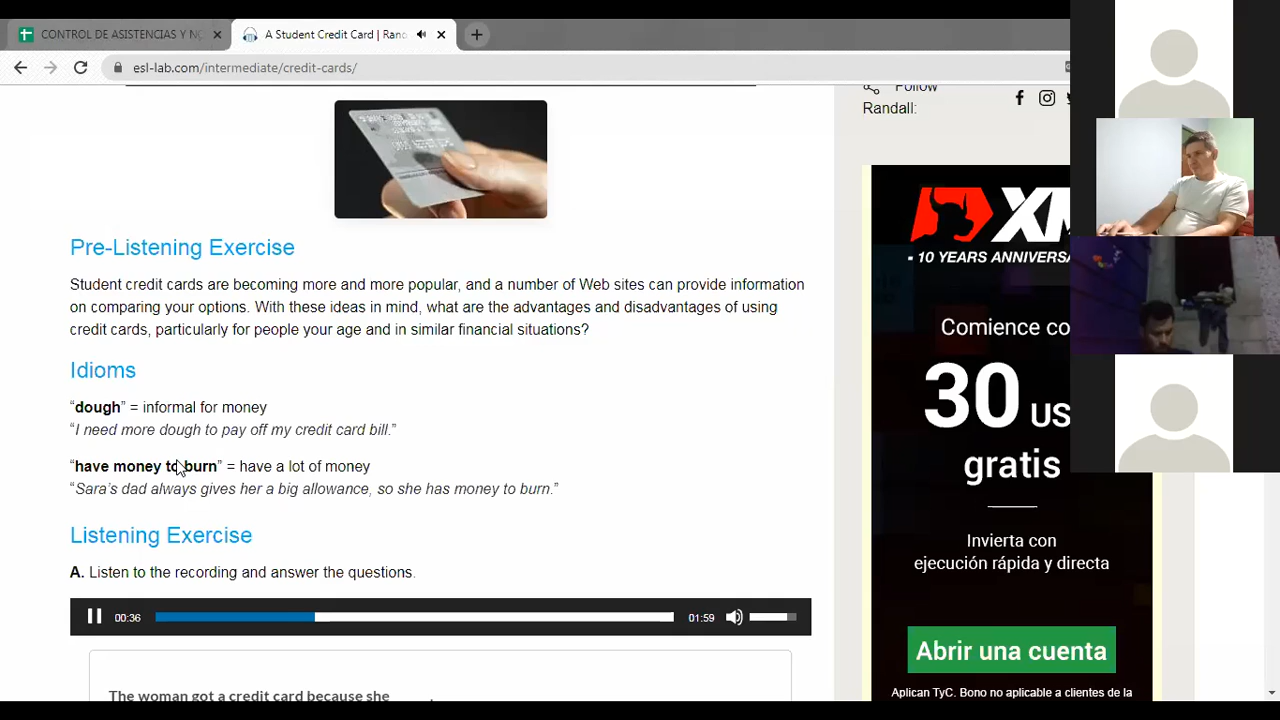 CONTROL DE ASISTENCIAS Y NO
A Student Credit Card | Ranc
esl-lab.com/intermediate/credit-cards/
Follow
Randall:
Pre-Listening Exercise
Student credit cards are becoming more and more popular, and a number of Web sites can provide information
on comparing your options. With these ideas in mind, what are the advantages and disadvantages of using
credit cards, particularly for people your age and in similar financial situations?
Idioms
“dough” = informal for money
“I need more dough to pay off my credit card bill.”
“have money to burn” = have a lot of money
“Sara’s dad always gives her a big allowance, so she has money to burn.”
Listening Exercise
A. Listen to the recording and answer the questions.
00:36
01:59
The woman got a credit card because she
XM
- 10 YEARS ANNIVERSA
Comience co
30 US
gratis
Invierta con
ejecución rápida y directa
Abrir una cuenta
Aplican TyC. Bono no aplicable a clientes de la